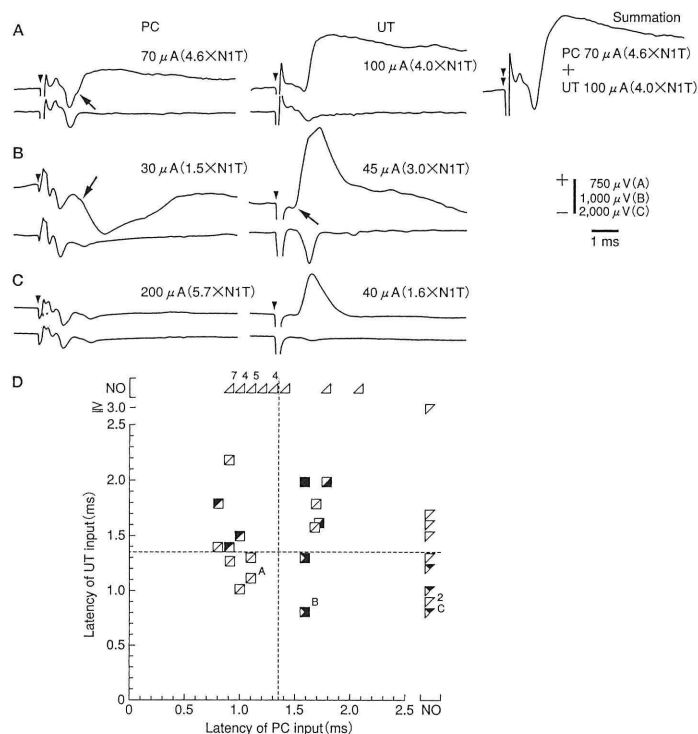 A
PC
70 μA(4.6×N1T)
UT
100 μA(4.0×N1T)
Summation
PC 70 μA(4.6×N1T)
+
UT 100 μA(4.0×N1T)
B
30 μA(1.5×N1T)
45 μA(3.0×N1T)
+
−
750 μV(A)
1,000 μV(B)
2,000 μV(C)
1 ms
C
200 μA(5.7×N1T)
40 μA(1.6×N1T)
D
NO
7 4 5 4
≧ 3.0
2.5
2.0
1.5
1.0
0.5
0
Latency of UT input(ms)
A
B
2
C
0 0.5 1.0 1.5 2.0 2.5 NO
Latency of PC input(ms)